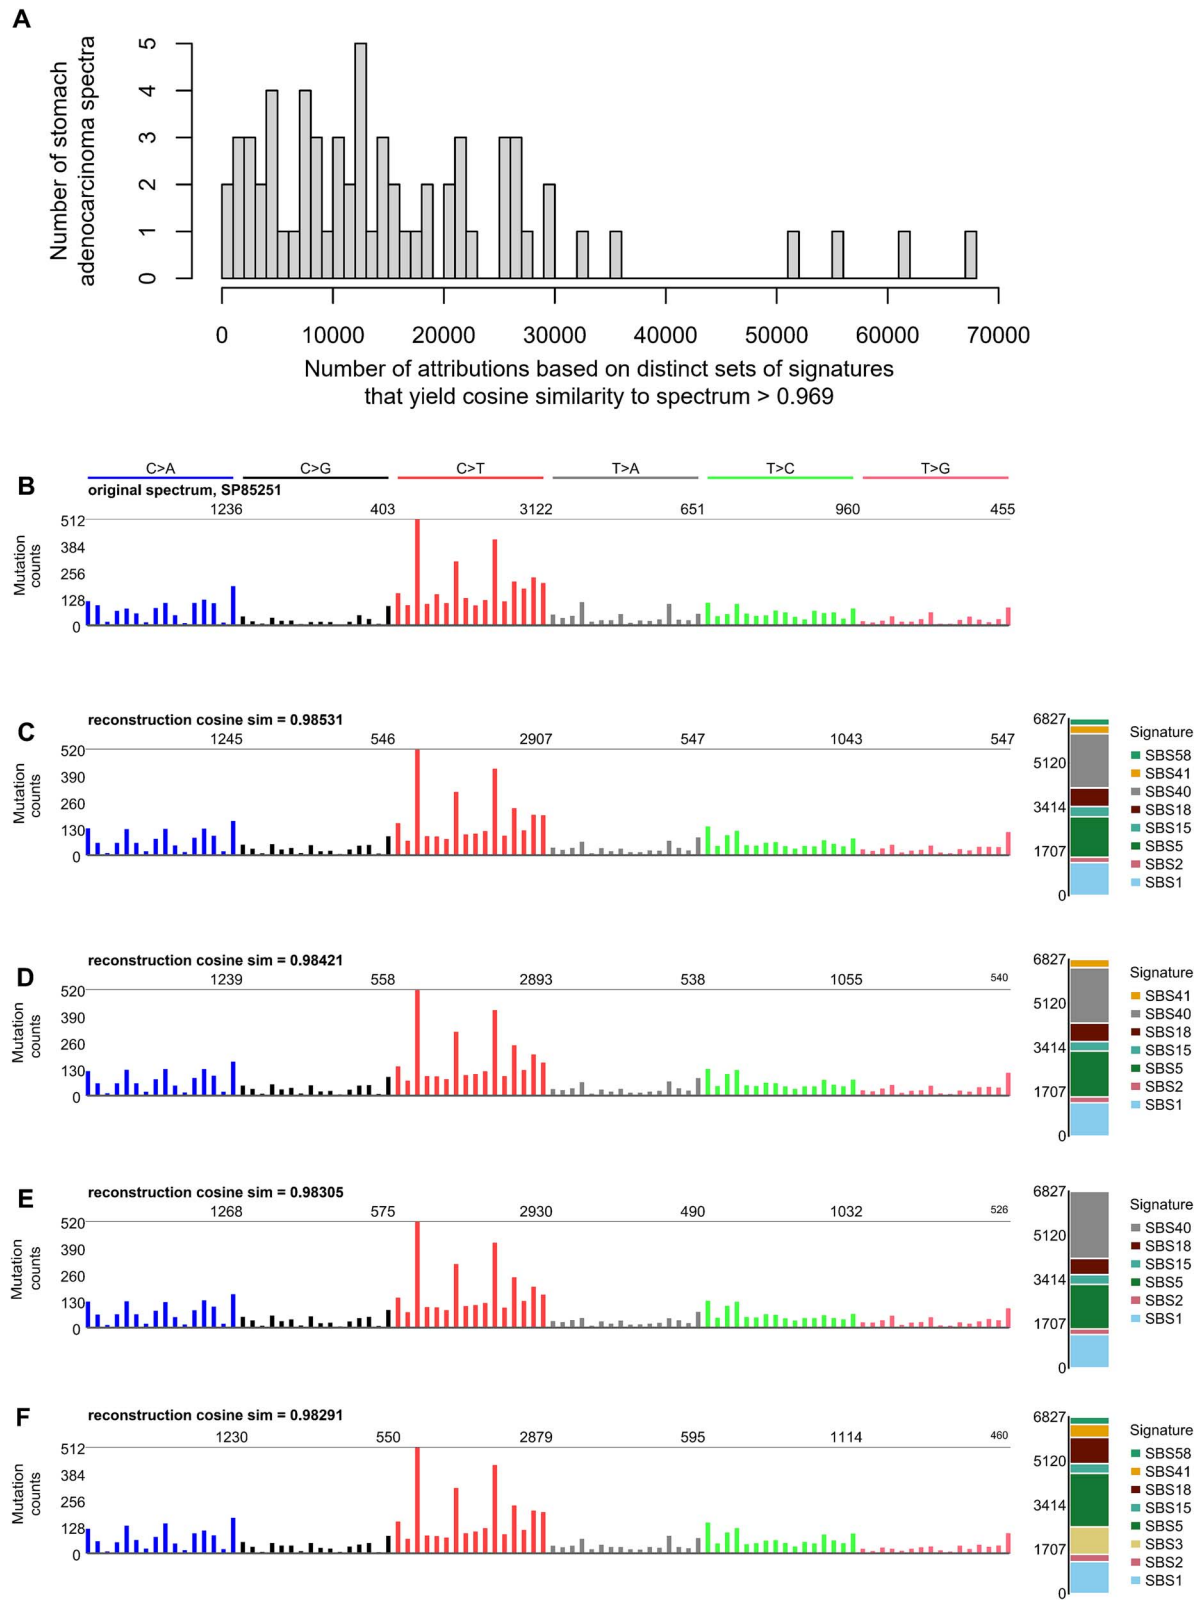 A
Number of stomach
adenocarcinoma spectra
5
4
3
2
1
0
0 10000 20000 30000 40000 50000 60000 70000
Number of attributions based on distinct sets of signatures
that yield cosine similarity to spectrum > 0.969
C>A C>G C>T T>A T>C T>G
B
original spectrum, SP85251
1236 403 3122 651 960 455
Mutation
counts
512
384
256
128
0
C
reconstruction cosine sim = 0.98531
1245 546 2907 547 1043 547
Mutation
counts
520
390
260
130
0
6827
5120
3414
1707
0
Signature
SBS58
SBS41
SBS40
SBS18
SBS15
SBS5
SBS2
SBS1
D
reconstruction cosine sim = 0.98421
1239 558 2893 538 1055 540
Mutation
counts
520
390
260
130
0
6827
5120
3414
1707
0
Signature
SBS41
SBS40
SBS18
SBS15
SBS5
SBS2
SBS1
E
reconstruction cosine sim = 0.98305
1268 575 2930 490 1032 526
Mutation
counts
520
390
260
130
0
6827
5120
3414
1707
0
Signature
SBS40
SBS18
SBS15
SBS5
SBS2
SBS1
F
reconstruction cosine sim = 0.98291
1230 550 2879 595 1114 460
Mutation
counts
512
384
256
128
0
6827
5120
3414
1707
0
Signature
SBS58
SBS41
SBS18
SBS15
SBS5
SBS3
SBS2
SBS1